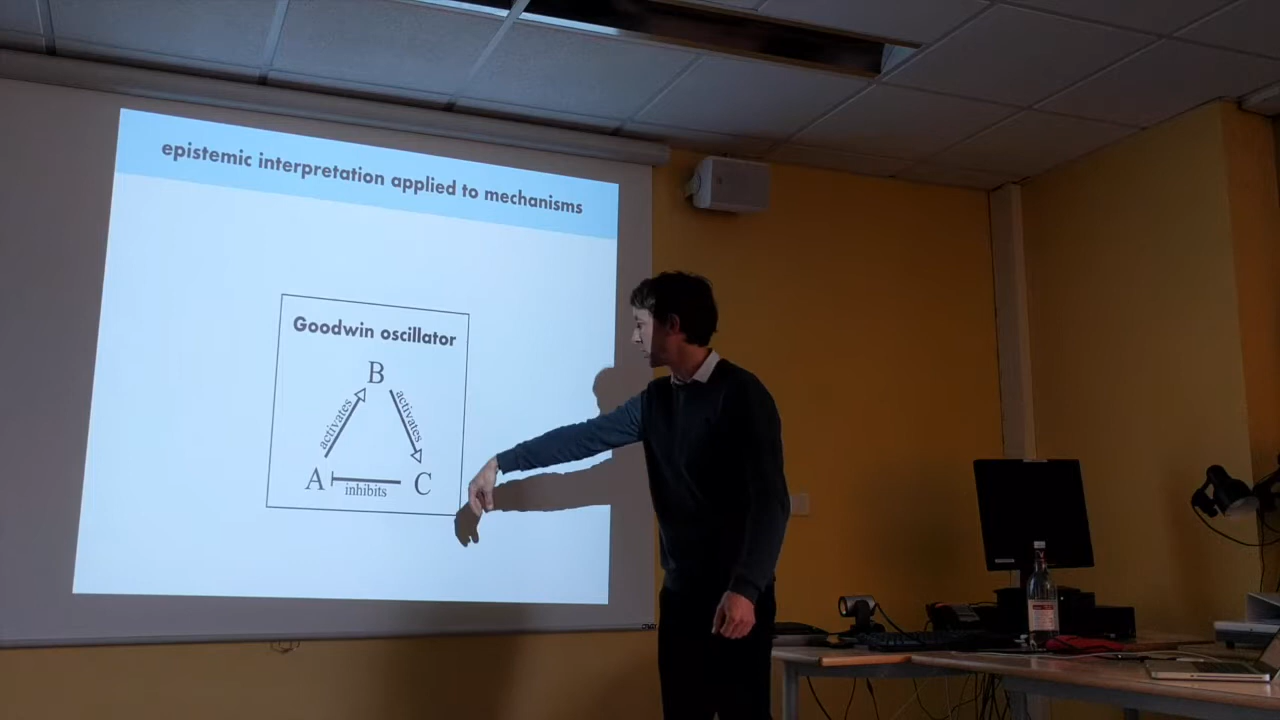 epistemic interpretation applied to mechanisms
Goodwin oscillator
B
activates
activates
A
inhibits
C